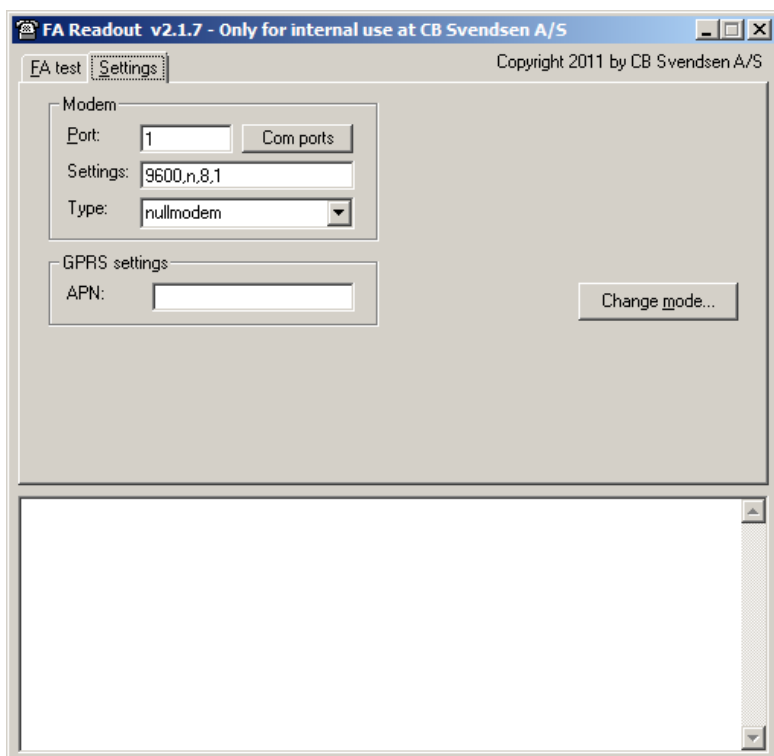 FA Readout  v2.1.7 - Only for internal use at CB Svendsen A/S
FA test Settings Copyright 2011 by CB Svendsen A/S
Modem
Port: 1 Com ports
Settings: 9600,n,8,1
Type: nullmodem
GPRS settings
APN: Change mode...